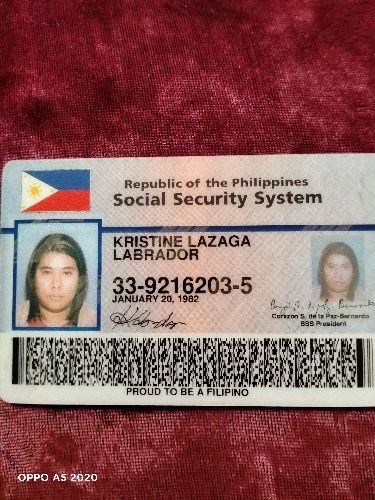 Republic of the Philippines
Social Security System
KRISTINE LAZAGA
LABRADOR
33-9216203-5
JANUARY 20, 1982
Corazon S. de la Paz-Bernardo
SSS President
PROUD TO BE A FILIPINO
OPPO A5 2020